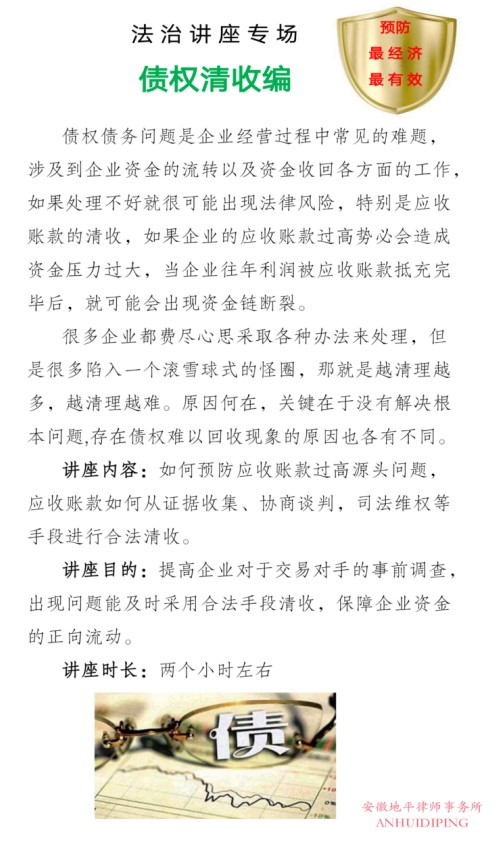 法治讲座专场
债权清收编
预防
最经济
最有效
债权债务问题是企业经营过程中常见的难题，
涉及到企业资金的流转以及资金收回各方面的工作，
如果处理不好就很可能出现法律风险，特别是应收
账款的清收，如果企业的应收账款过高势必会造成
资金压力过大，当企业往年利润被应收账款抵充完
毕后，就可能会出现资金链断裂。
很多企业都费尽心思采取各种办法来处理，但
是很多陷入一个滚雪球式的怪圈，那就是越清理越
多，越清理越难。原因何在，关键在于没有解决根
本问题,存在债权难以回收现象的原因也各有不同。
讲座内容：如何预防应收账款过高源头问题，
应收账款如何从证据收集、协商谈判，司法维权等
手段进行合法清收。
讲座目的：提高企业对于交易对手的事前调查，
出现问题能及时采用合法手段清收，保障企业资金
的正向流动。
讲座时长：两个小时左右
债
安徽地平律师事务所
ANHUIDIPING